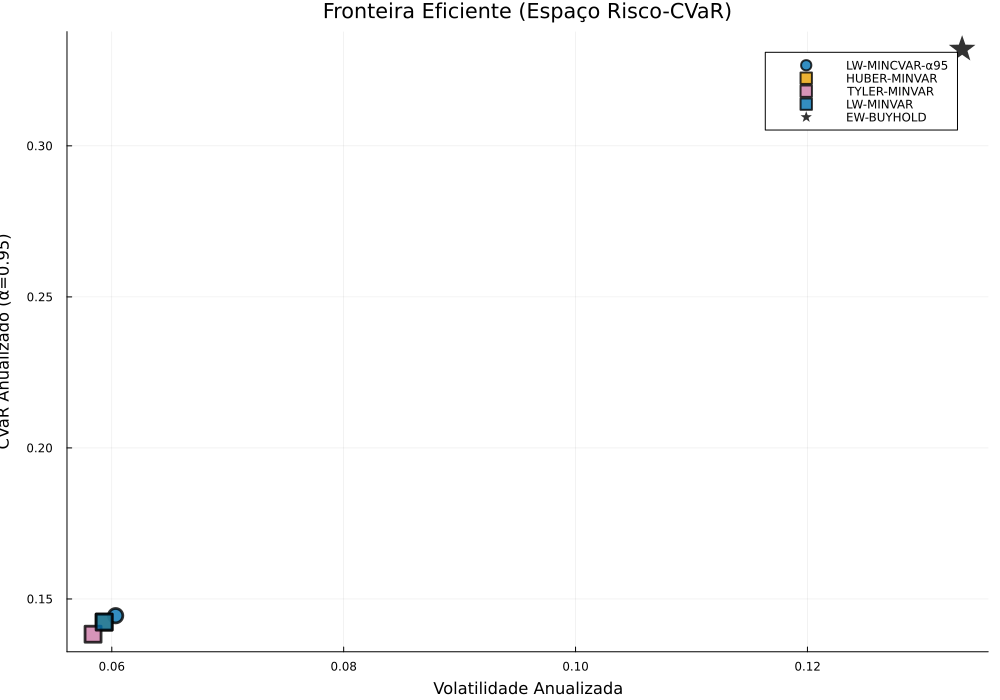 Fronteira Eficiente (Espaço Risco-CVaR)
LW-MINCVAR-α95
HUBER-MINVAR
TYLER-MINVAR
LW-MINVAR
EW-BUYHOLD
0.30
0.25
0.20
0.15
CVaR Anualizado (α=0.95)
0.06
0.08
0.10
0.12
Volatilidade Anualizada